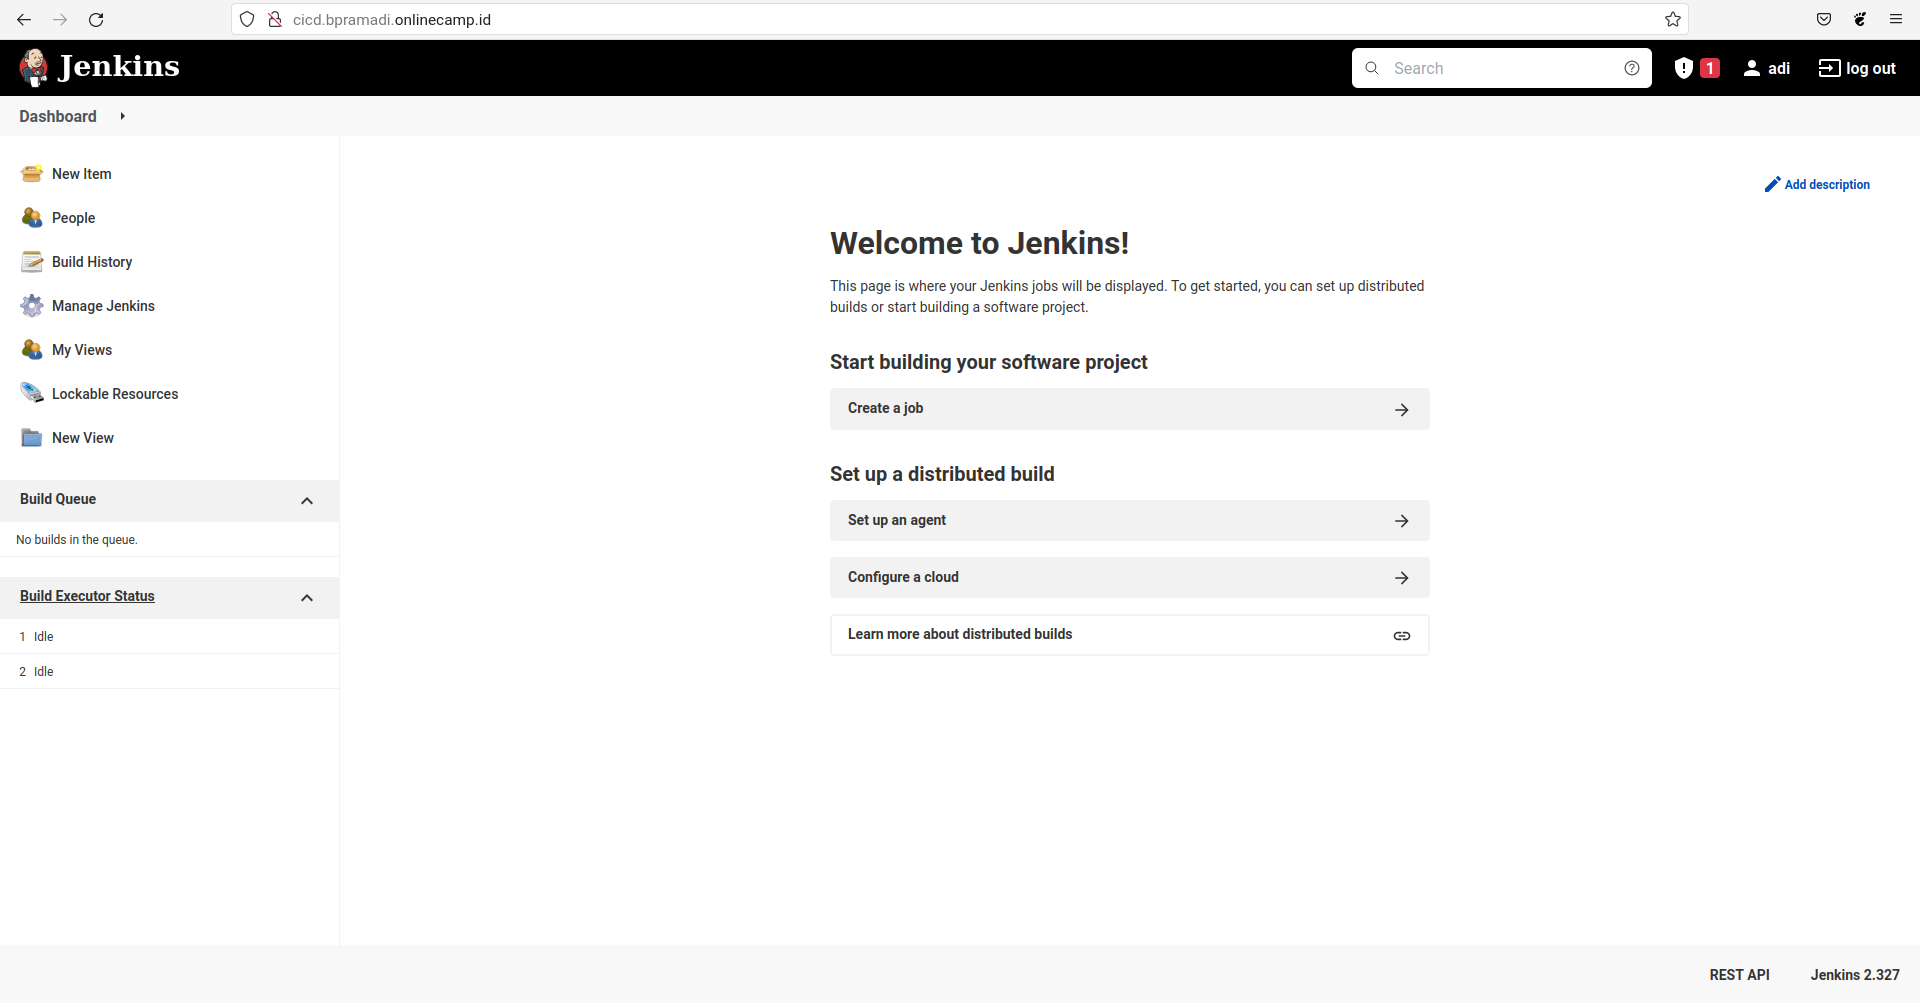 cicd.bpramadi.onlinecamp.id
Jenkins
Search
1
adi
log out
Dashboard
New Item
People
Build History
Manage Jenkins
My Views
Lockable Resources
New View
Build Queue
No builds in the queue.
Build Executor Status
1 Idle
2 Idle
Add description
Welcome to Jenkins!
This page is where your Jenkins jobs will be displayed. To get started, you can set up distributed
builds or start building a software project.
Start building your software project
Create a job
Set up a distributed build
Set up an agent
Configure a cloud
Learn more about distributed builds
REST API
Jenkins 2.327